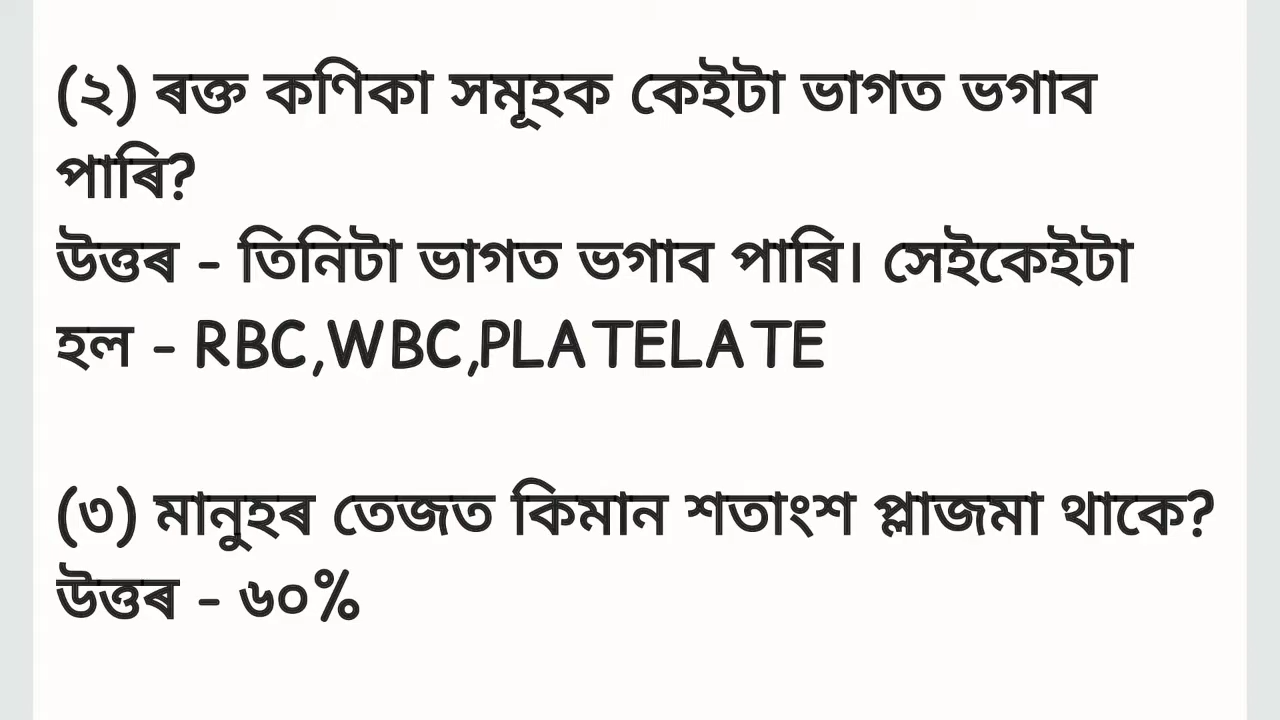 (২) ৰক্ত কণিকা সমূহক কেইটা ভাগত ভগাব
পাৰি?
উত্তৰ - তিনিটা ভাগত ভগাব পাৰি। সেইকেইটা
হল - RBC,WBC,PLATELATE
(৩) মানুহৰ তেজত কিমান শতাংশ প্লাজমা থাকে?
উত্তৰ - ৬০%